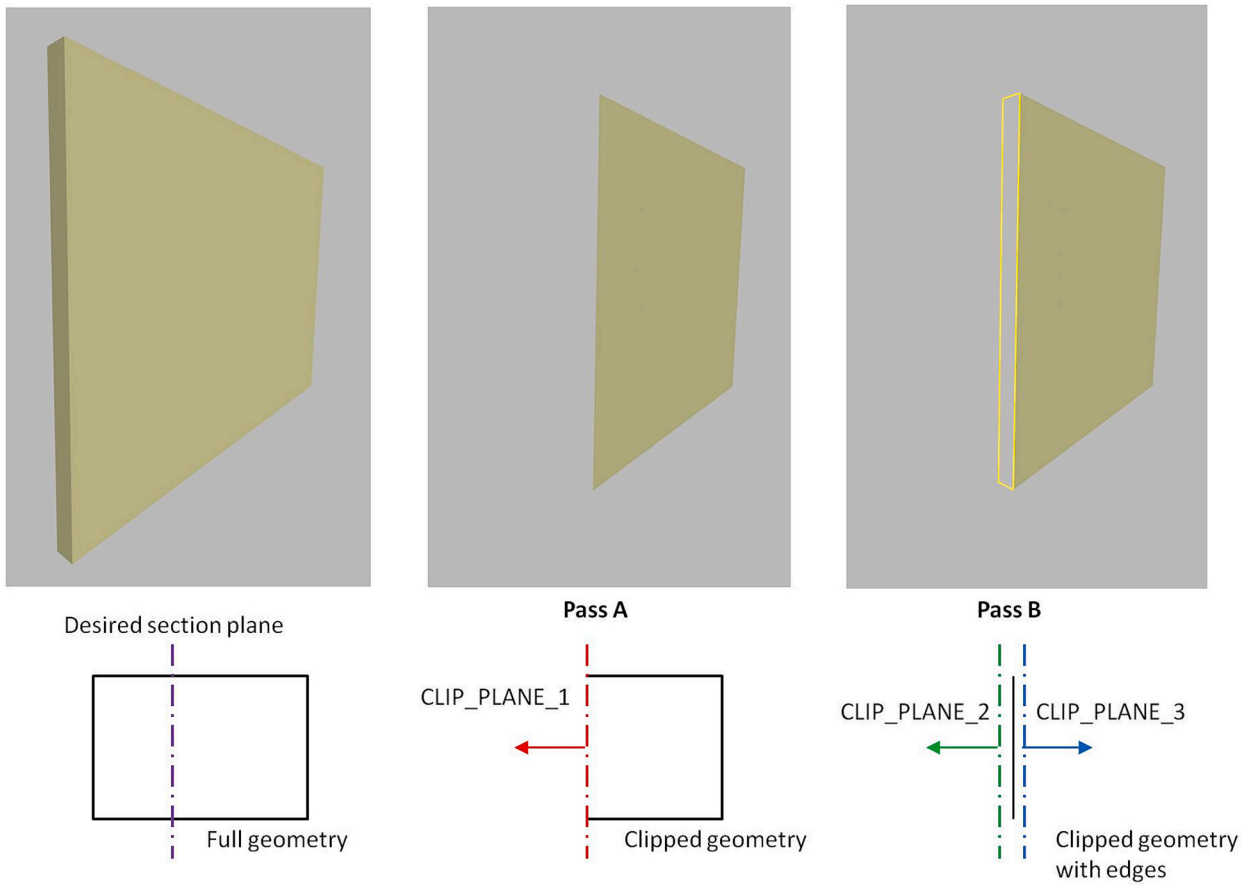 Desired section plane
Full geometry
Pass A
CLIP_PLANE_1
Clipped geometry
Pass B
CLIP_PLANE_2
CLIP_PLANE_3
Clipped geometry
with edges